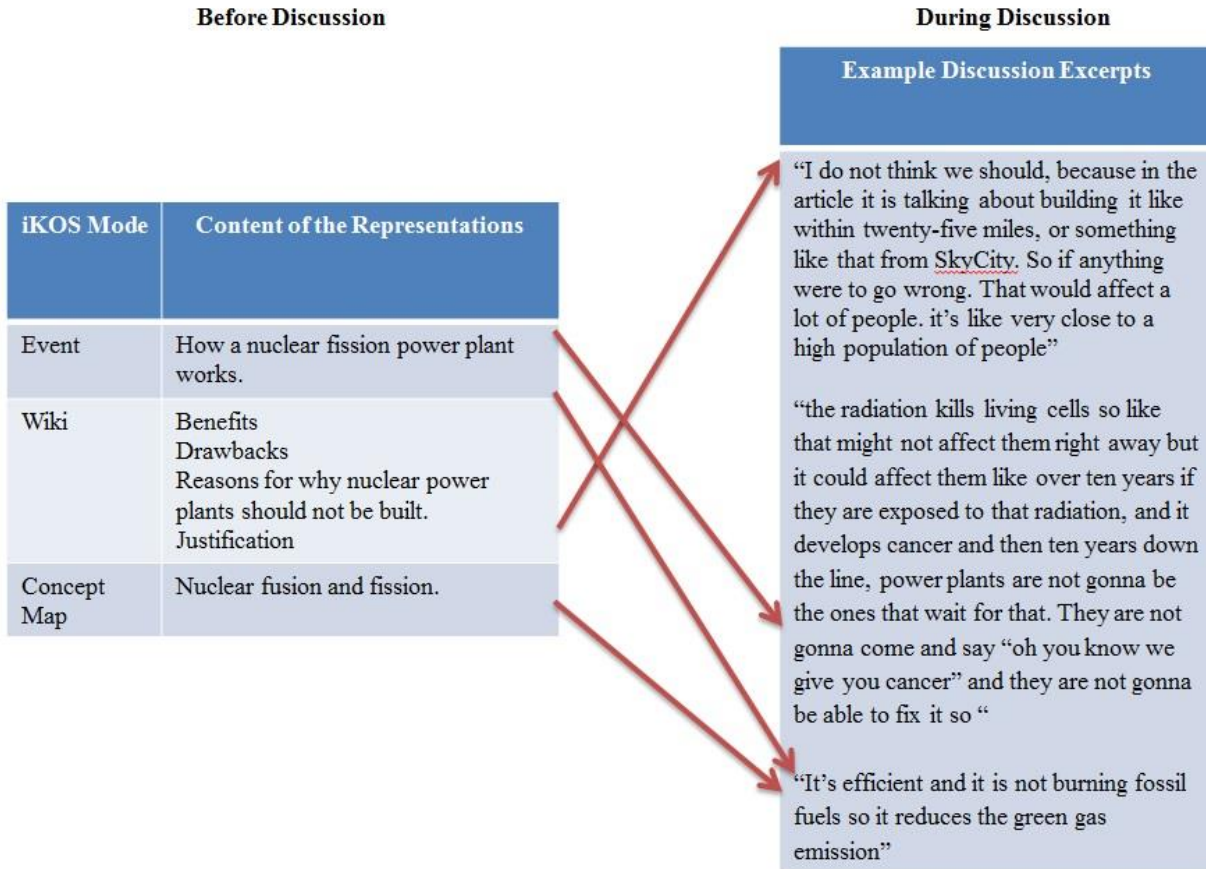 Before Discussion
During Discussion
iKOS Mode
Content of the Representations
Event
How a nuclear fission power plant
works.
Wiki
Benefits
Drawbacks
Reasons for why nuclear power
plants should not be built.
Justification
Concept
Map
Nuclear fusion and fission.
Example Discussion Excerpts
“I do not think we should, because in the
article it is talking about building it like
within twenty-five miles, or something
like that from SkyCity. So if anything
were to go wrong. That would affect a
lot of people. it’s like very close to a
high population of people”
“the radiation kills living cells so like
that might not affect them right away but
it could affect them like over ten years if
they are exposed to that radiation, and it
develops cancer and then ten years down
the line, power plants are not gonna be
the ones that wait for that. They are not
gonna come and say “oh you know we
give you cancer” and they are not gonna
be able to fix it so “
“It’s efficient and it is not burning fossil
fuels so it reduces the green gas
emission”